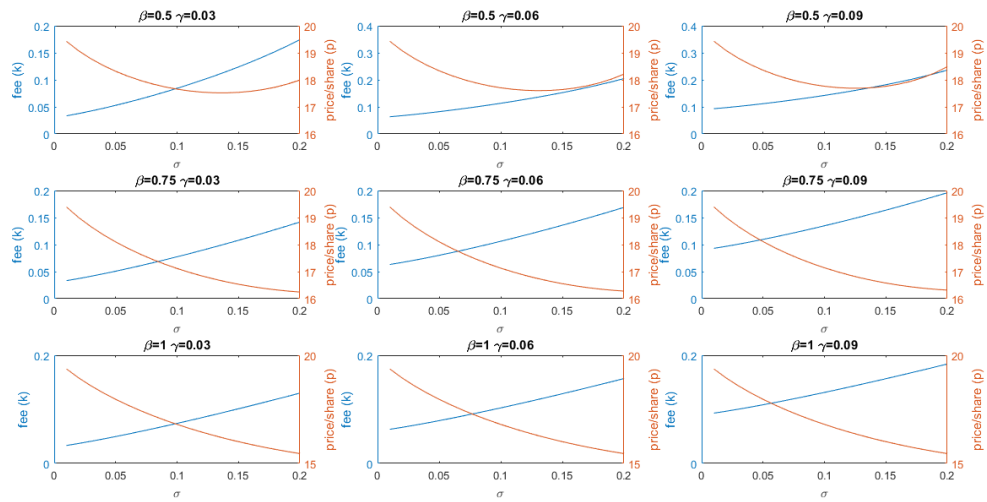 β=0.5 γ=0.03
fee (k)
0.2
0.15
0.1
0.05
0
20
19
18
17
16
price/share (p)
0 0.05 0.1 0.15 0.2
σ
β=0.5 γ=0.06
fee (k)
0.4
0.3
0.2
0.1
0
20
19
18
17
16
price/share (p)
0 0.05 0.1 0.15 0.2
σ
β=0.5 γ=0.09
fee (k)
0.4
0.3
0.2
0.1
0
20
19
18
17
16
price/share (p)
0 0.05 0.1 0.15 0.2
σ
β=0.75 γ=0.03
fee (k)
0.2
0.15
0.1
0.05
0
20
19
18
17
16
price/share (p)
0 0.05 0.1 0.15 0.2
σ
β=0.75 γ=0.06
fee (k)
0.2
0.15
0.1
0.05
0
20
19
18
17
16
price/share (p)
0 0.05 0.1 0.15 0.2
σ
β=0.75 γ=0.09
fee (k)
0.2
0.15
0.1
0.05
0
20
19
18
17
16
price/share (p)
0 0.05 0.1 0.15 0.2
σ
β=1 γ=0.03
fee (k)
0.2
0
20
15
price/share (p)
0 0.05 0.1 0.15 0.2
σ
β=1 γ=0.06
fee (k)
0.2
0
20
15
price/share (p)
0 0.05 0.1 0.15 0.2
σ
β=1 γ=0.09
fee (k)
0.2
0
20
15
price/share (p)
0 0.05 0.1 0.15 0.2
σ